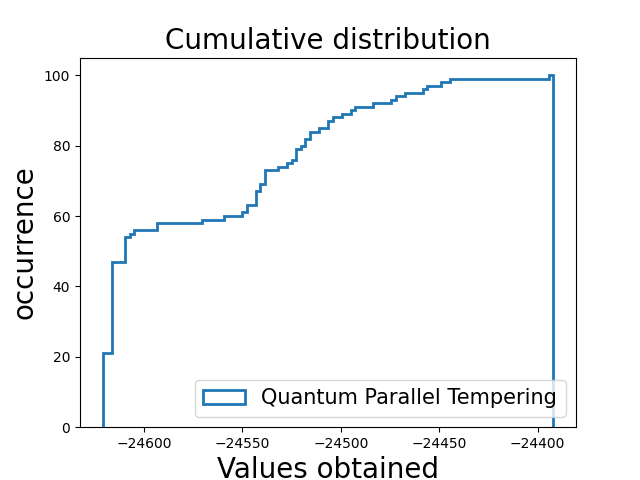 Cumulative distribution
100
80
60
40
20
0
occurrence
Quantum Parallel Tempering
−24600 −24550 −24500 −24450 −24400
Values obtained